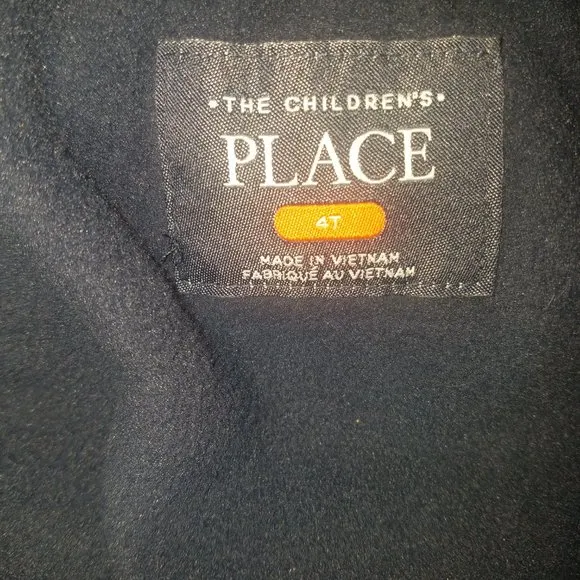 •THE CHILDREN'S•
PLACE
4T
MADE IN VIETNAM
FABRIQUÉ AU VIETNAM